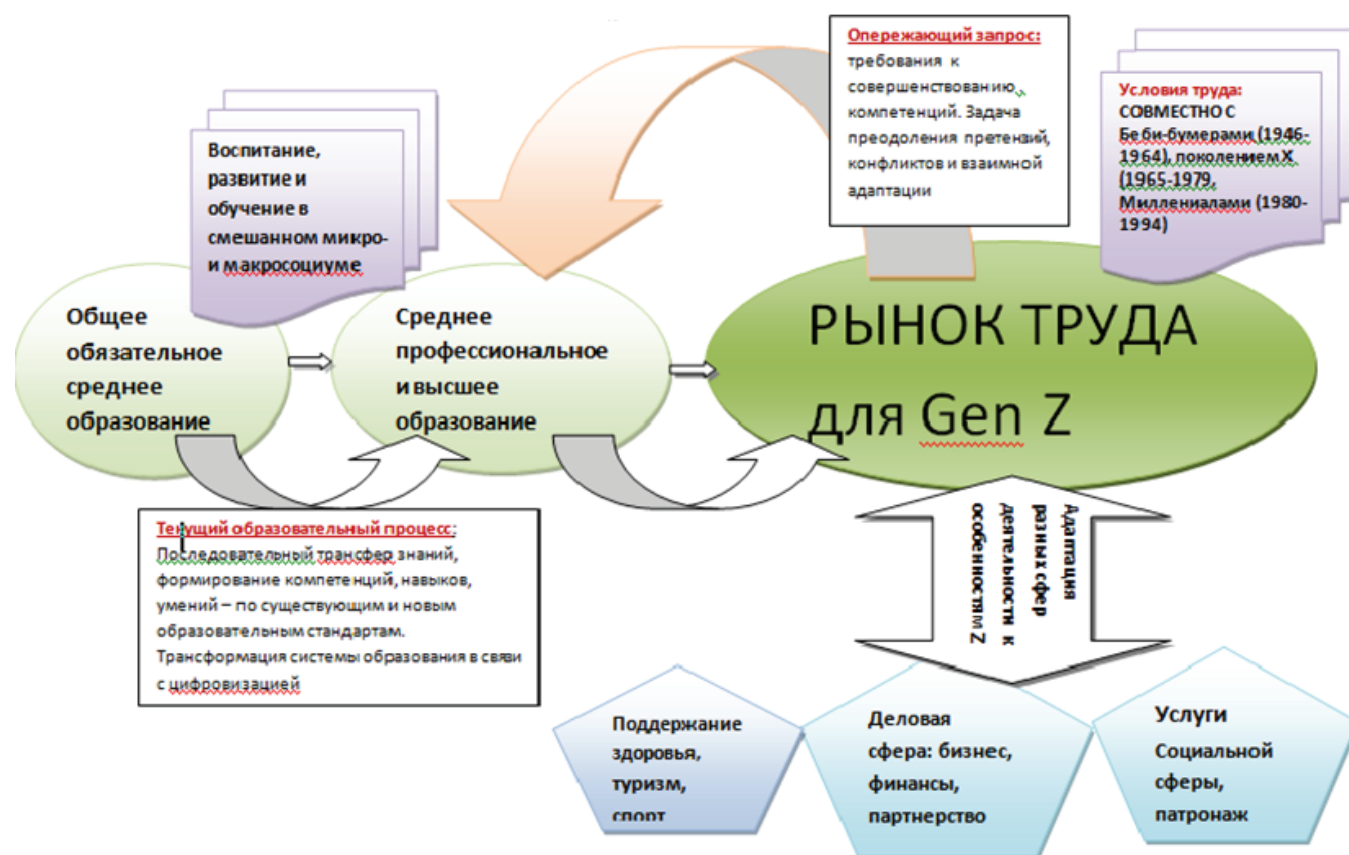 Опережающий запрос:
требования к
совершенствованию
компетенций. Задача
преодоления претензий,
конфликтов и взаимной
адаптации
Условия труда:
СОВМЕСТНО С
Беби-бумерами (1946-
1964), поколением X
(1965-1979,
Миллениалами (1980-
1994)
Воспитание,
развитие и
обучение в
смешанном микро-
и макросоциуме
Общее
обязательное
среднее
образование
Среднее
профессиональное
и высшее
образование
РЫНОК ТРУДА
для Gen Z
Текущий образовательный процесс:
Последовательный трансфер знаний,
формирование компетенций, навыков,
умений – по существующим и новым
образовательным стандартам.
Трансформация системы образования в связи
с цифровизацией
Адаптация
разных сфер
деятельности к
особенностям Z
Поддержание
здоровья,
туризм,
спорт
Деловая
сфера: бизнес,
финансы,
партнерство
Услуги
Социальной
сферы,
патронаж